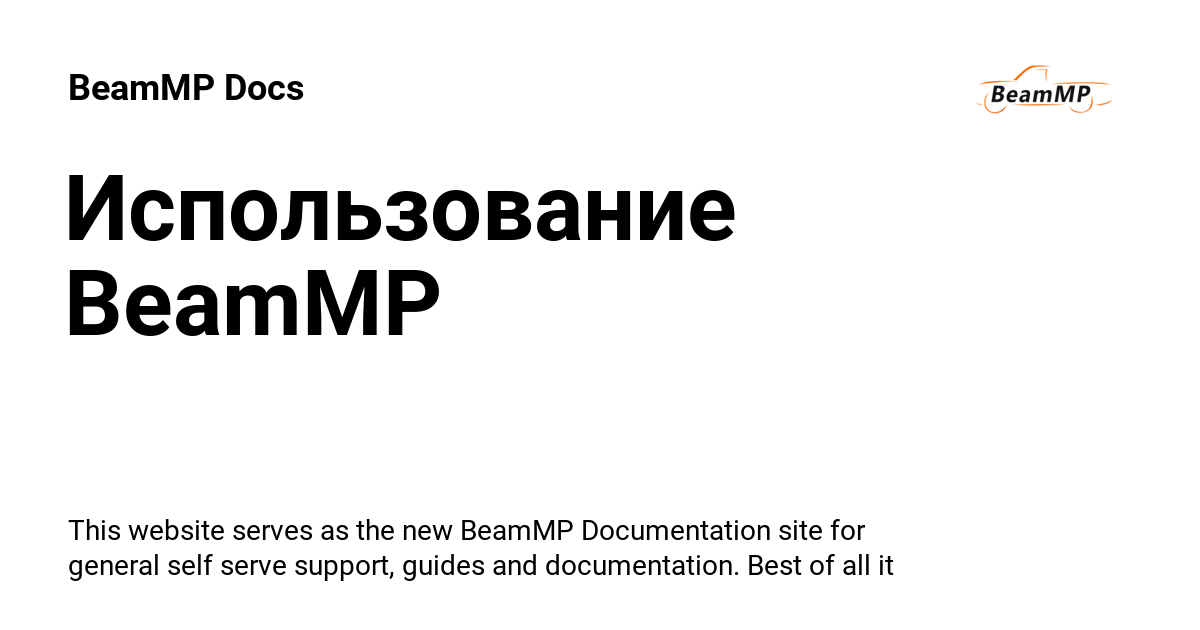 BeamMP Docs
BeamMP
Использование
BeamMP
This website serves as the new BeamMP Documentation site for
general self serve support, guides and documentation. Best of all it